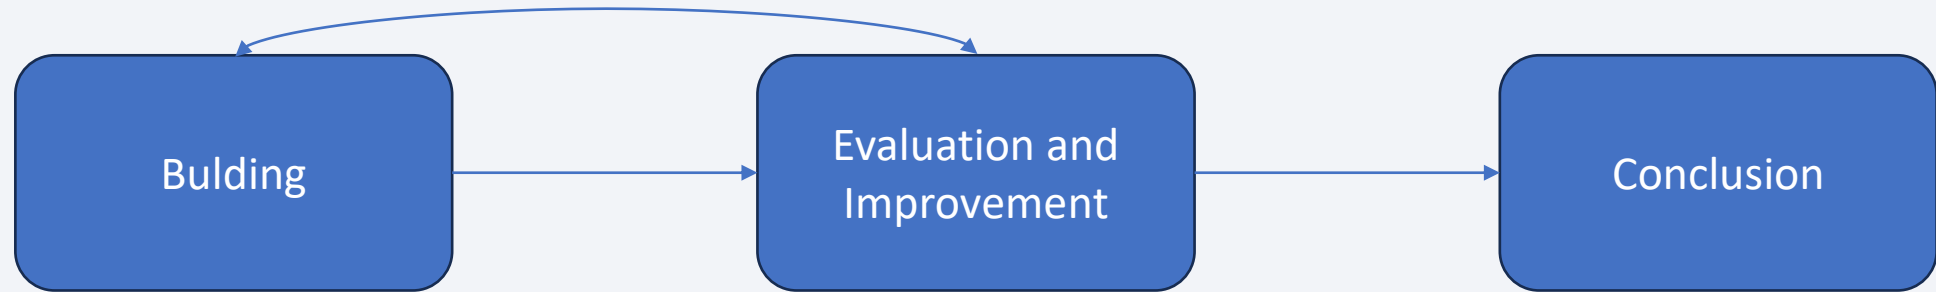 Bulding
Evaluation and
Improvement
Conclusion